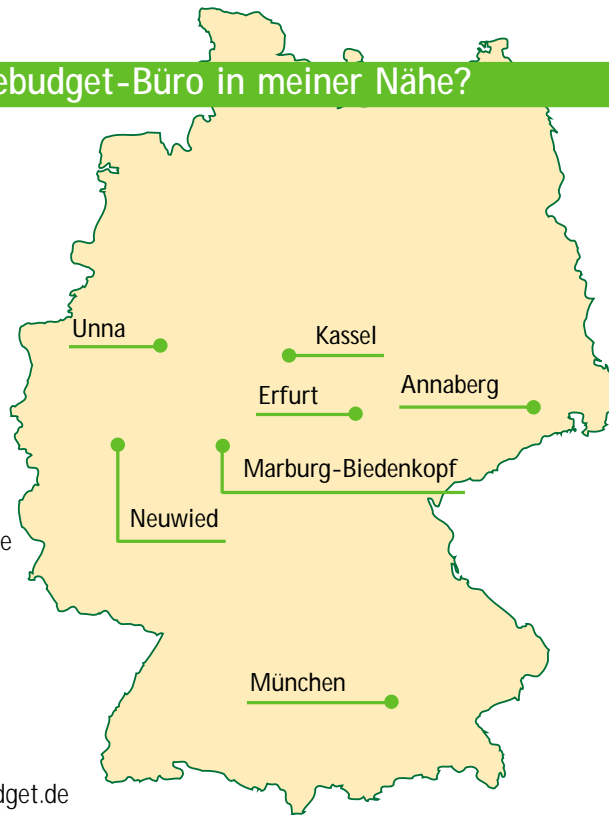 ebudget-Büro in meiner Nähe?
Unna
Kassel
Erfurt
Annaberg
Marburg-Biedenkopf
Neuwied
e
München
dget.de